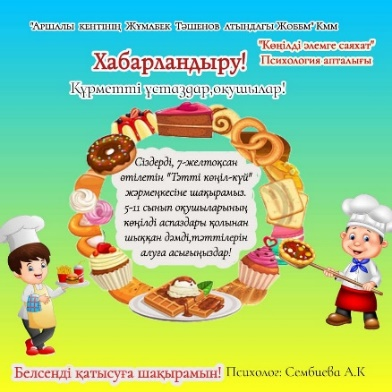 "Аршалы кентінің Жұмабек Тәшенов атындағы ЖОББМ" КММ
"Көңілді әлемге саяхат"
Психология апталығы
Хабарландыру!
Құрметті ұстаздар,оқушылар!
Сіздерді, 7-желтоқсан
өтілетін "Тәтті көңіл-күй"
жәрмеңкесіне шақырамыз.
5-11 сынып оқушыларының
көңілді аспаздары қолынан
шыққан дәмді,тәттілерін
алуға асығыңыздар!
Белсенді қатысуға шақырамын! Психолог: Сембиева А.К